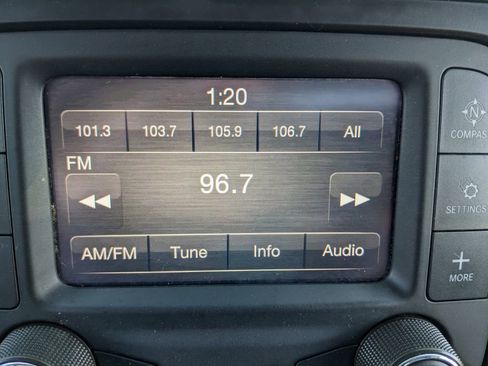 1:20
101.3 103.7 105.9 106.7 All
FM
96.7
AM/FM Tune Info Audio
N
COMPAS
SETTINGS
MORE